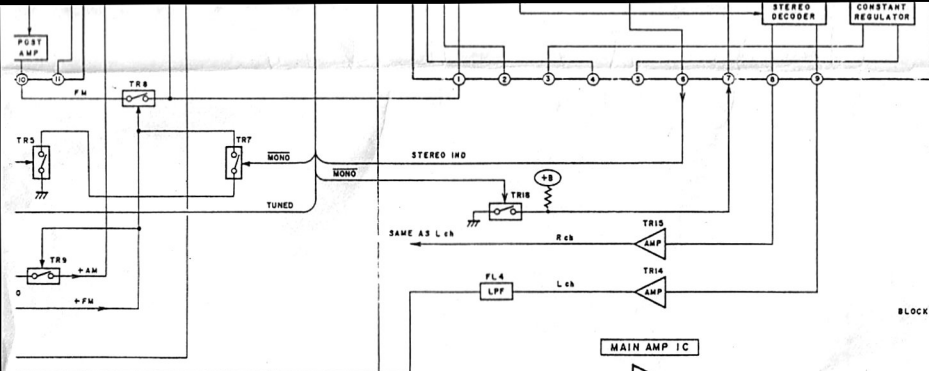 STEREO
DECODER
CONSTANT
REGULATOR
POST
AMP
10
11
1
2
3
4
5
6
7
8
9
FM
TR8
TR5
TR7
MONO
STEREO IND
MONO
+B
TR16
TUNED
SAME AS L ch
R ch
TR15
AMP
TR9
+AM
+FM
FL4
LPF
L ch
TR14
AMP
BLOCK
MAIN AMP IC